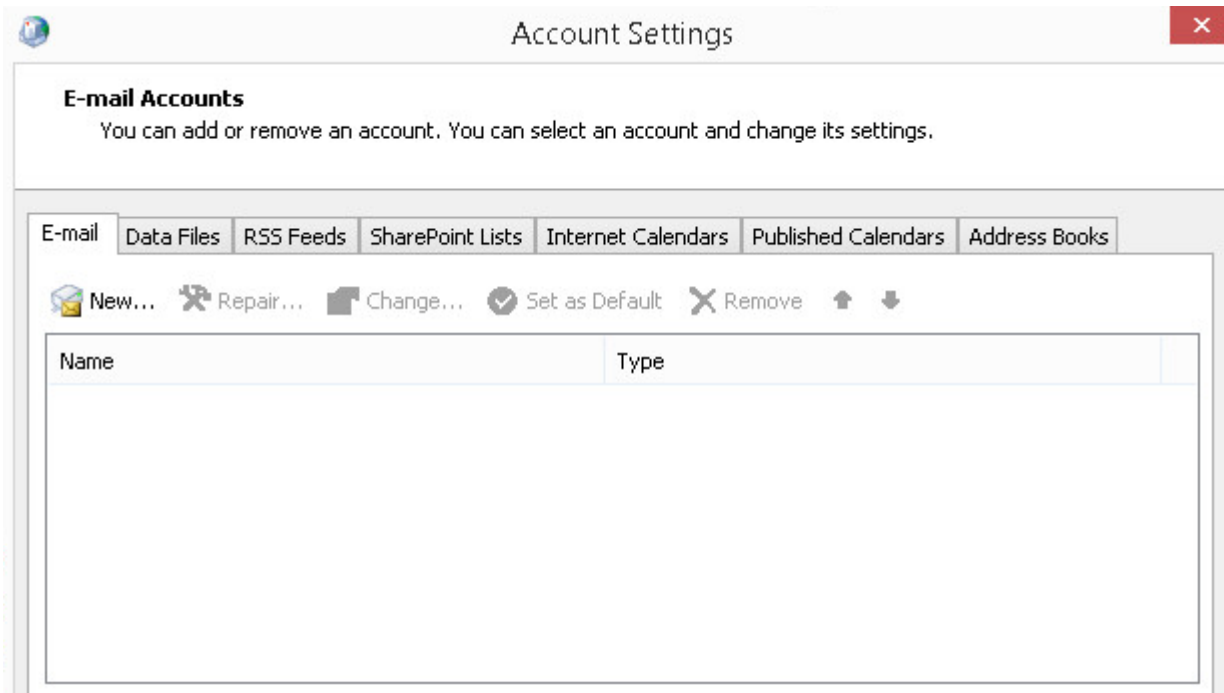 Account Settings
E-mail Accounts
You can add or remove an account. You can select an account and change its settings.
E-mail Data Files RSS Feeds SharePoint Lists Internet Calendars Published Calendars Address Books
New... Repair... Change... Set as Default Remove
Name Type